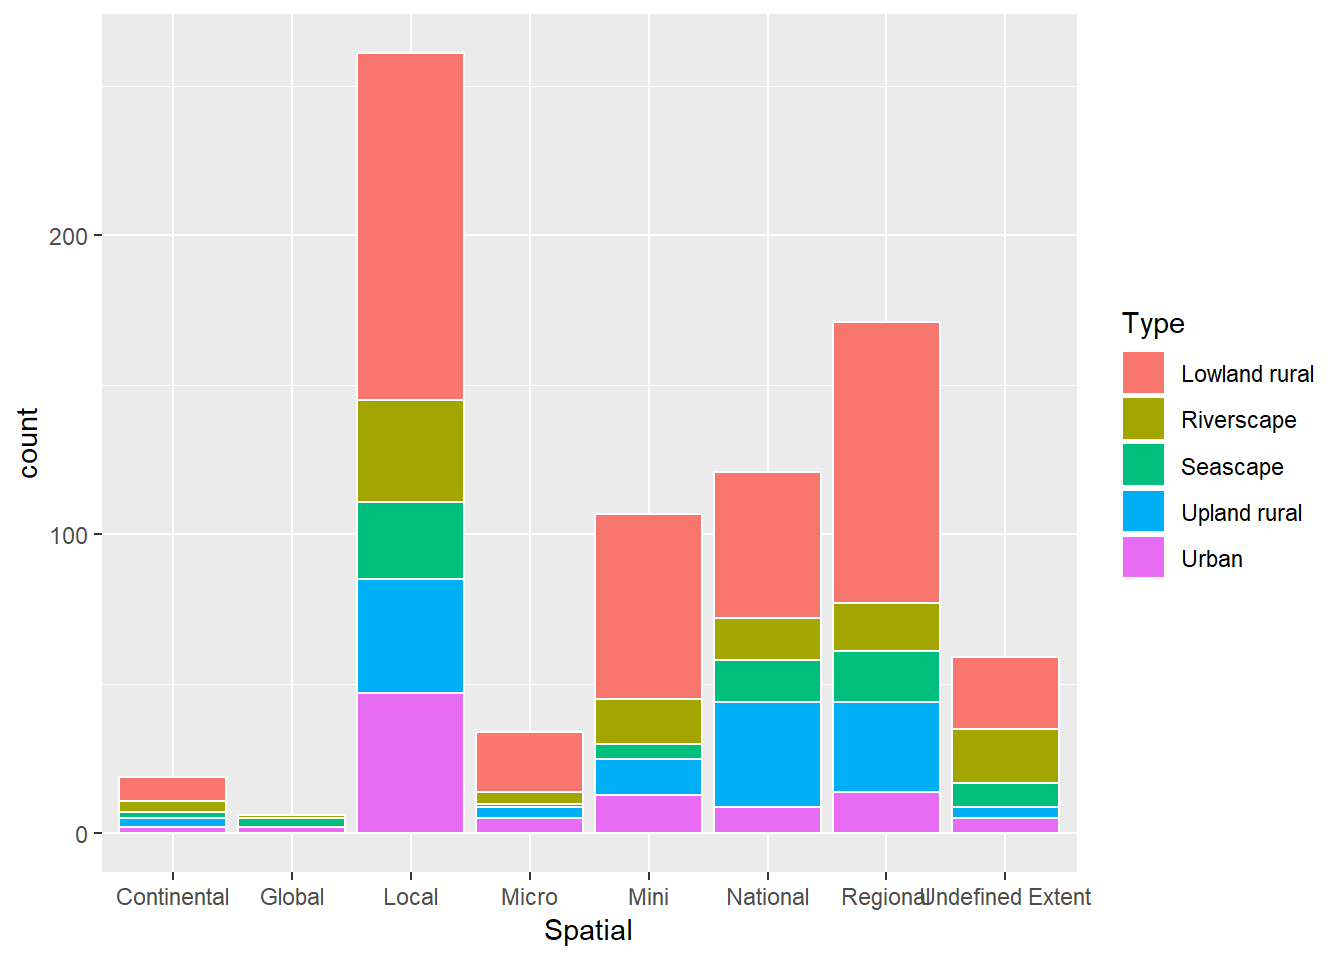 count
200
100
0
Continental
Global
Local
Micro
Mini
National
Regional
Undefined Extent
Spatial
Type
Lowland rural
Riverscape
Seascape
Upland rural
Urban